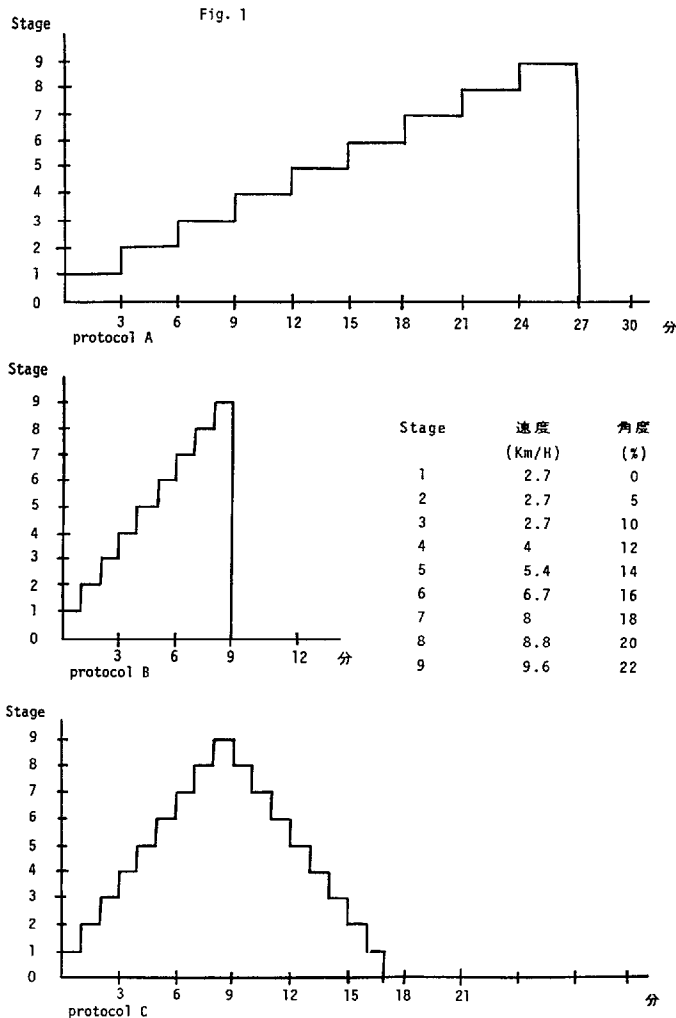 Fig. 1
Stage
9
8
7
6
5
4
3
2
1
0
3 6 9 12 15 18 21 24 27 30 分
protocol A
Stage
9
8
7
6
5
4
3
2
1
0
3 6 9 12 分
protocol B
Stage 速度 角度
(Km/H) (%)
1 2.7 0
2 2.7 5
3 2.7 10
4 4 12
5 5.4 14
6 6.7 16
7 8 18
8 8.8 20
9 9.6 22
Stage
9
8
7
6
5
4
3
2
1
0
3 6 9 12 15 18 21 分
protocol C